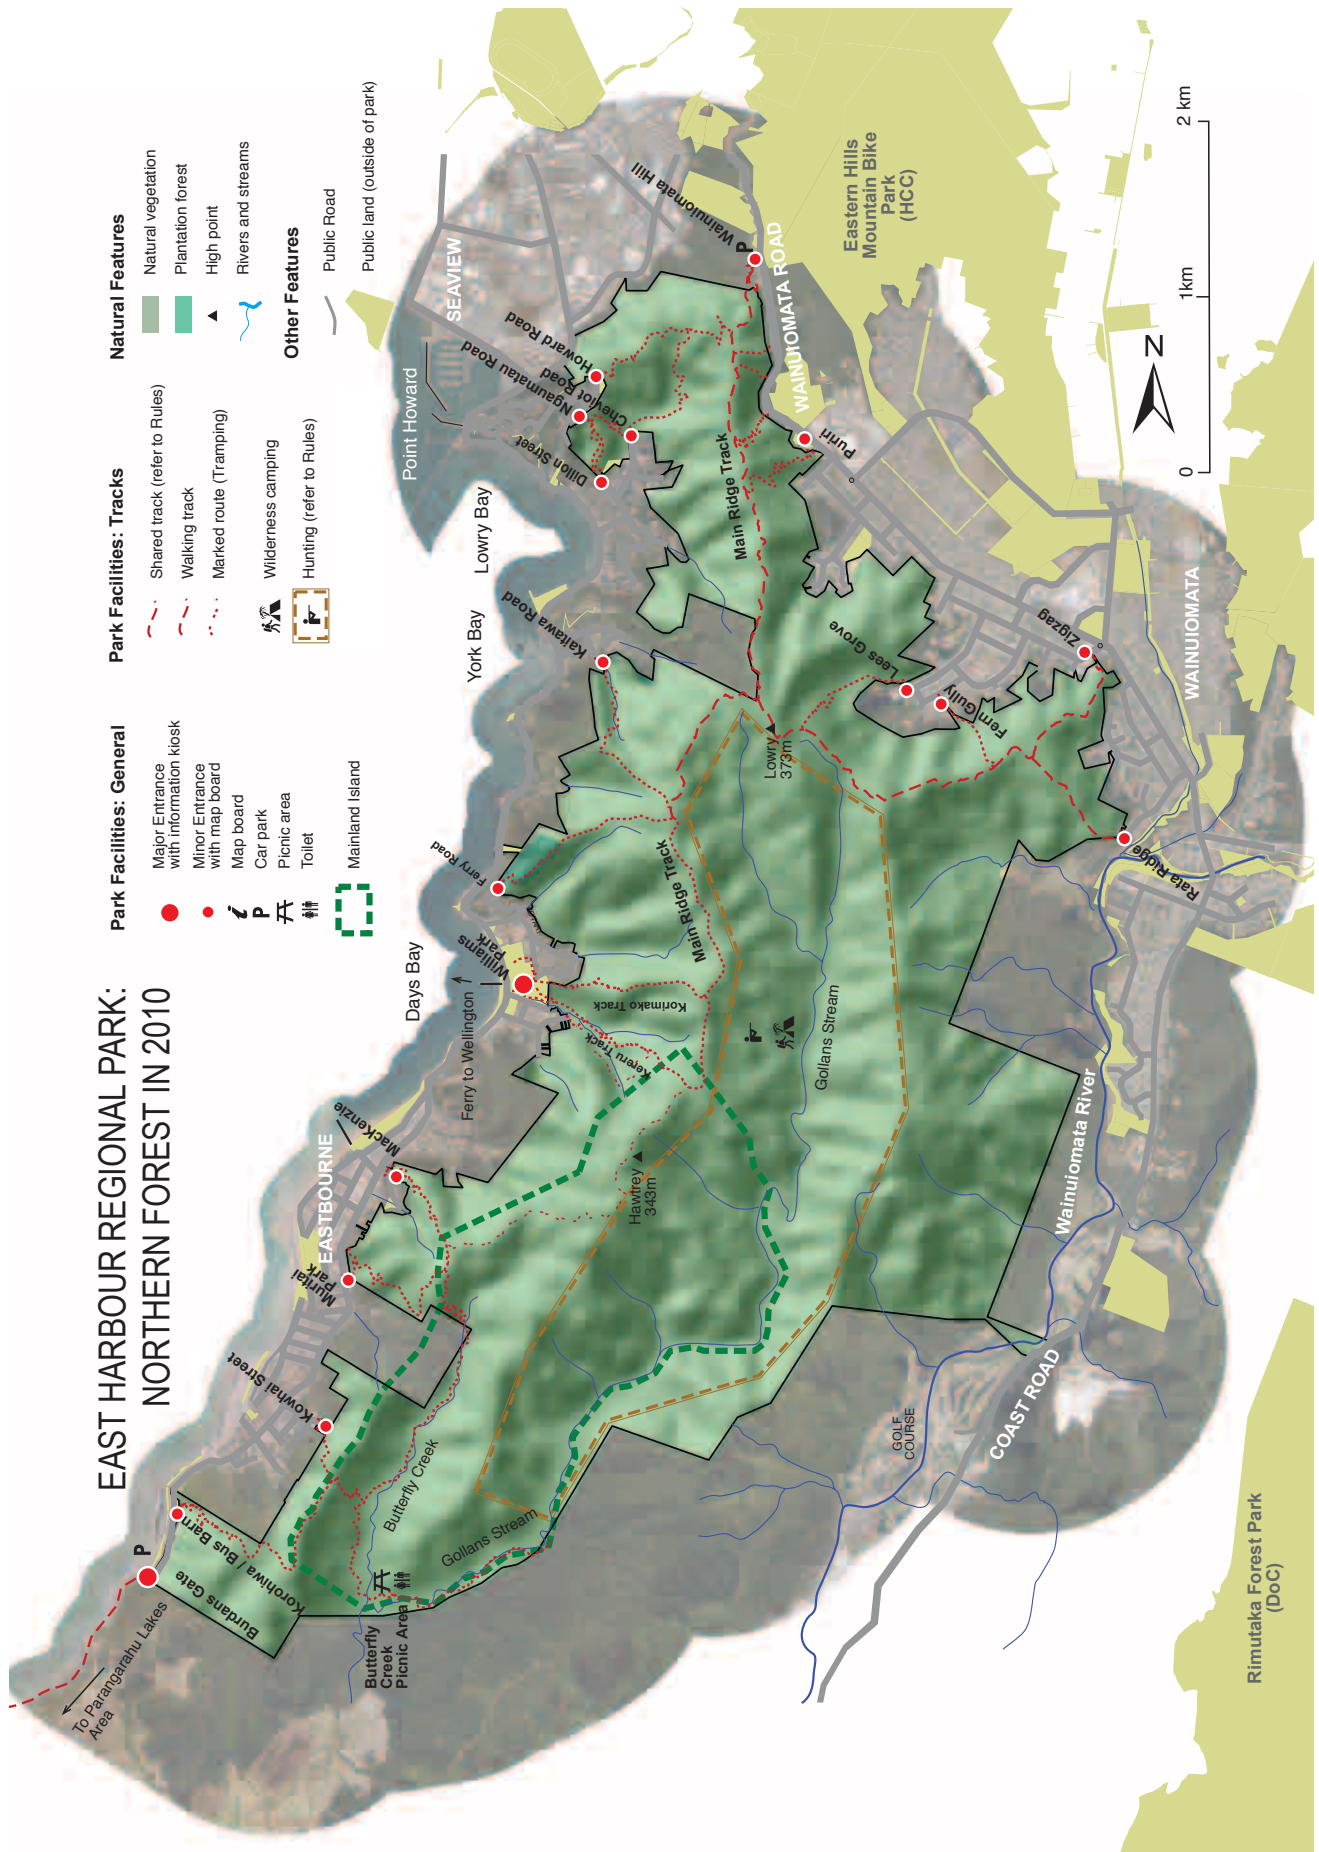 EAST HARBOUR REGIONAL PARK:
NORTHERN FOREST IN 2010
Park Facilities: General
Major Entrance
with information kiosk
Minor Entrance
with map board
Map board
Car park
Picnic area
Toilet
Mainland Island
Park Facilities: Tracks
Shared track (refer to Rules)
Walking track
Marked route (Tramping)
Wilderness camping
Hunting (refer to Rules)
Natural Features
Natural vegetation
Plantation forest
High point
Rivers and streams
Other Features
Public Road
Public land (outside of park)
i
P
To Parangarahu Lakes
Area
P
Burdans Gate
Korohiwa / Bus Barn
Kowhai Street
Muritai
Park
EASTBOURNE
MacKenzie
Ferry to Wellington
Days Bay
Williams
Park
Ferry Road
York Bay
Kaitawa Road
Lowry Bay
Point Howard
Dillon Street
Cheviot Road
Ngaumatau Road
Howard Road
SEAVIEW
Wainuiomata Hill
P
WAINUIOMATA ROAD
Eastern Hills
Mountain Bike
Park
(HCC)
Butterfly
Creek
Picnic Area
Butterfly Creek
Gollans Stream
Hawtrey
343m
Kereru Track
Korimako Track
Main Ridge Track
Main Ridge Track
Lowry
373m
Gollans Stream
Puriri
Lees Grove
Fern Gully
Zigzag
Rata Ridge
WAINUIOMATA
Wainuiomata River
GOLF
COURSE
COAST ROAD
Rimutaka Forest Park
(DoC)
N
0
1km
2 km